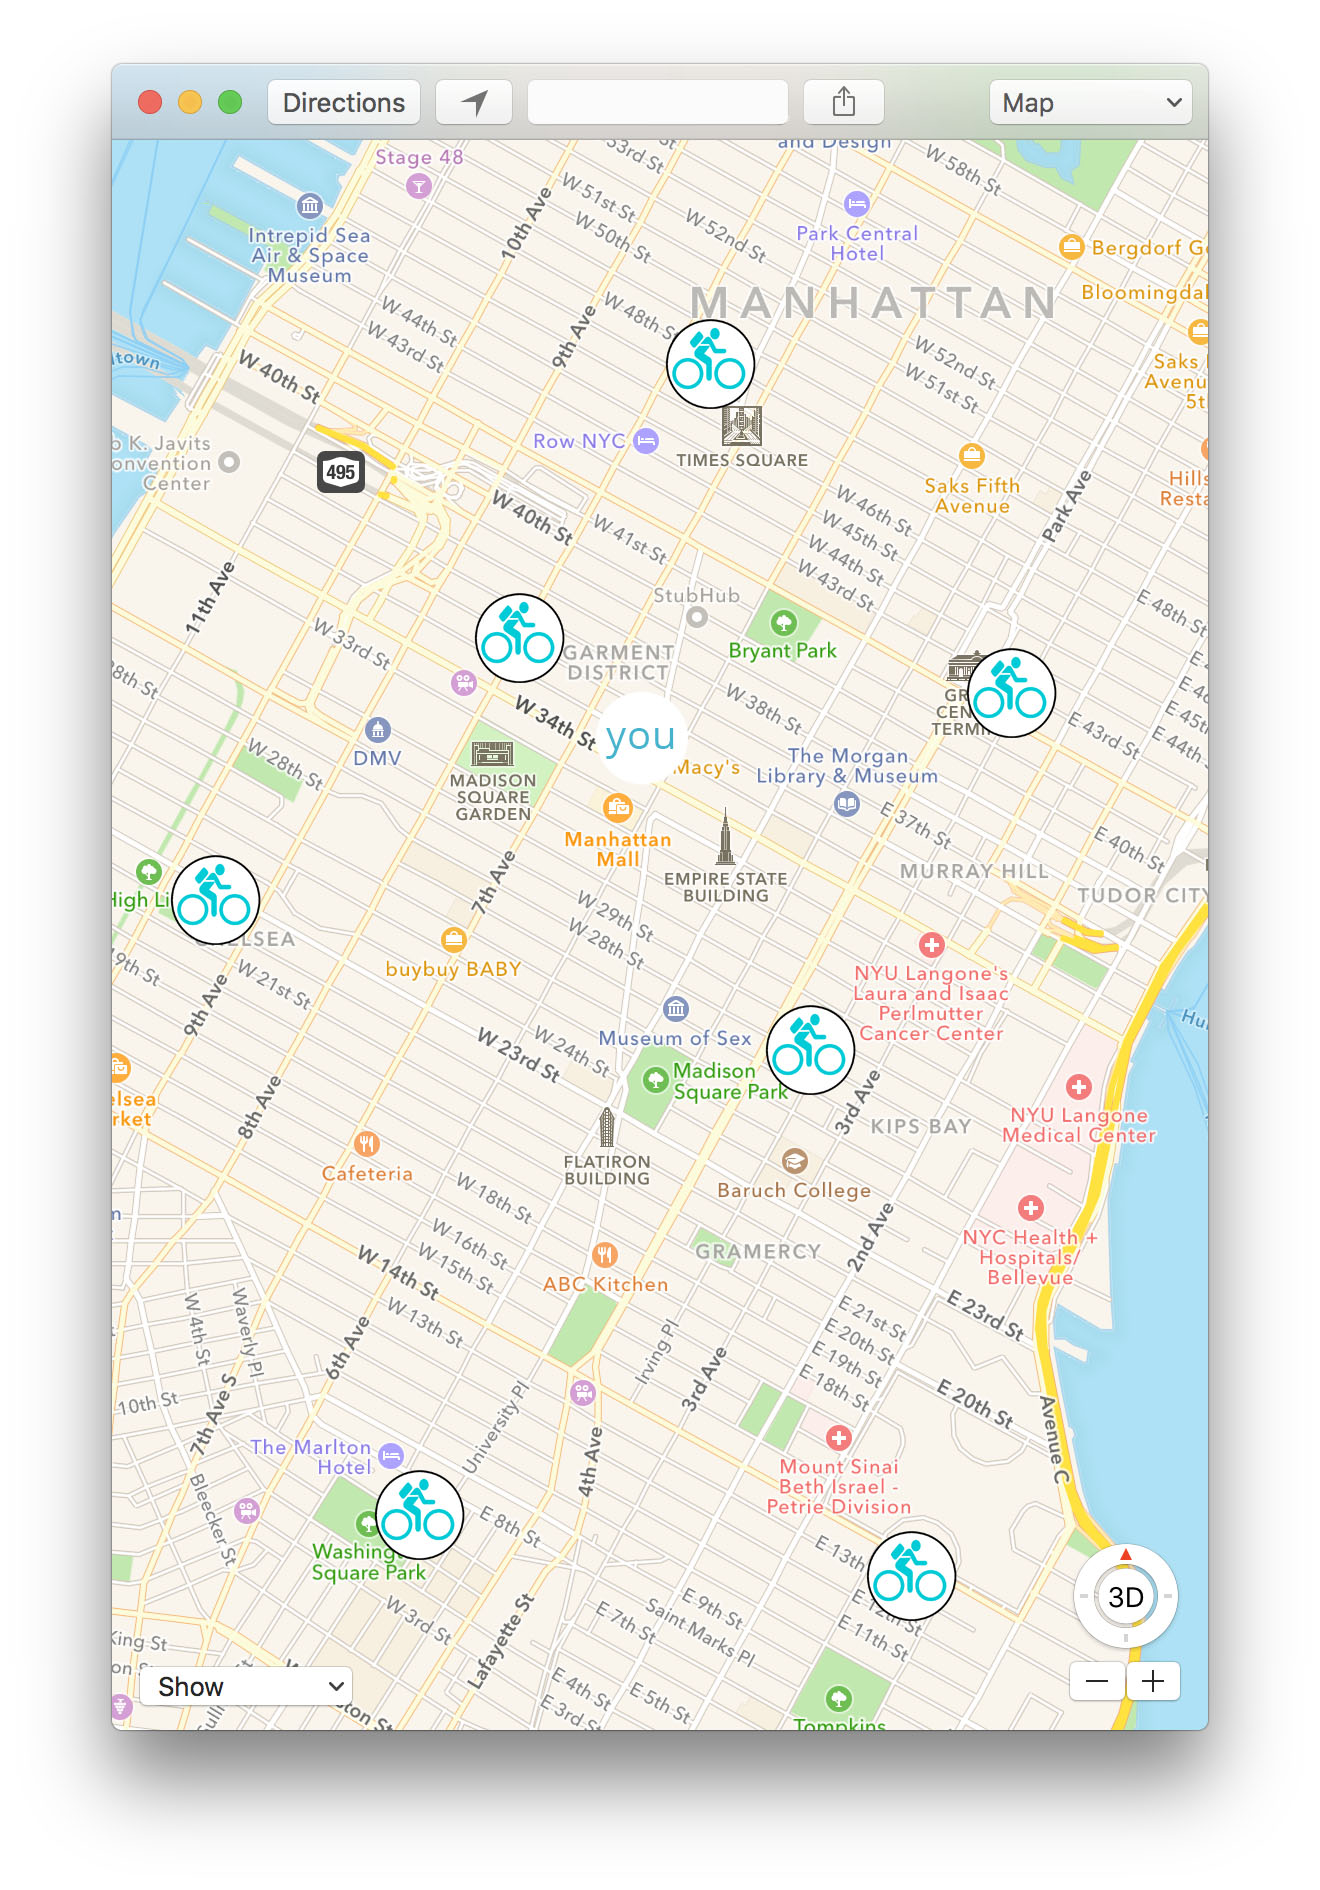 Directions
Map
and Design
Stage 48
53rd St
W 58th St
W 51st St
W 50th St
W 52nd St
10th Ave
Park Central
Hotel
Intrepid Sea
Air & Space
Museum
Bergdorf Go
MANHATTAN
Bloomingdal
W 44th St
W 43rd St
W 48th St
9th Ave
W 52nd St
W 51st St
town
W 40th St
Saks
Avenu
5t
Row NYC
TIMES SQUARE
b K. Javits
onvention
Center
495
Saks Fifth
Avenue
Park Ave
Hills
Resta
W 40th St
W 41st St
W 46th St
W 45th St
W 44th St
W 43rd St
11th Ave
StubHub
E 48th St
W 33rd St
GARMENT
DISTRICT
Bryant Park
28th St
W 34th St
W 38th St
GR
CEN
TERMI
E 43rd St
E 45th
E 44th
you
DMV
W 28th St
MADISON
SQUARE
GARDEN
Macy's
The Morgan
Library & Museum
Manhattan
Mall
E 37th St
E 40th St
High Li
7th Ave
EMPIRE STATE
BUILDING
MURRAY HILL
TUDOR CITY
ELSEA
W 29th St
W 28th St
buybuy BABY
19th St
W 21st St
9th Ave
NYU Langone's
Laura and Isaac
Perlmutter
Cancer Center
Hu
W 23rd St
W 24th St
Museum of Sex
Madison
Square Park
elsea
rket
8th Ave
3rd Ave
KIPS BAY
NYU Langone
Medical Center
Cafeteria
FLATIRON
BUILDING
Baruch College
W 18th St
W 16th St
W 15th St
W 14th St
W 13th St
GRAMERCY
2nd Ave
NYC Health +
Hospitals/
Bellevue
ABC Kitchen
W 4th St
Waverly Pl
6th Ave
Irving Pl
3rd Ave
E 23rd St
E 21st St
E 20th St
E 19th St
E 18th St
10th St
7th Ave S
University Pl
E 20th St
Avenue C
The Marlton
Hotel
4th Ave
Mount Sinai
Beth Israel -
Petrie Division
Bleecker St
E 8th St
Washing
Square Park
E 13th
E 12th St
E 11th St
3D
W 3rd St
Lafayette St
E 9th St
Saint Marks Pl
E 7th St
King St
E 4th St
E 3rd St
E 5th St
Show
ton St
Sulli
Tompkins